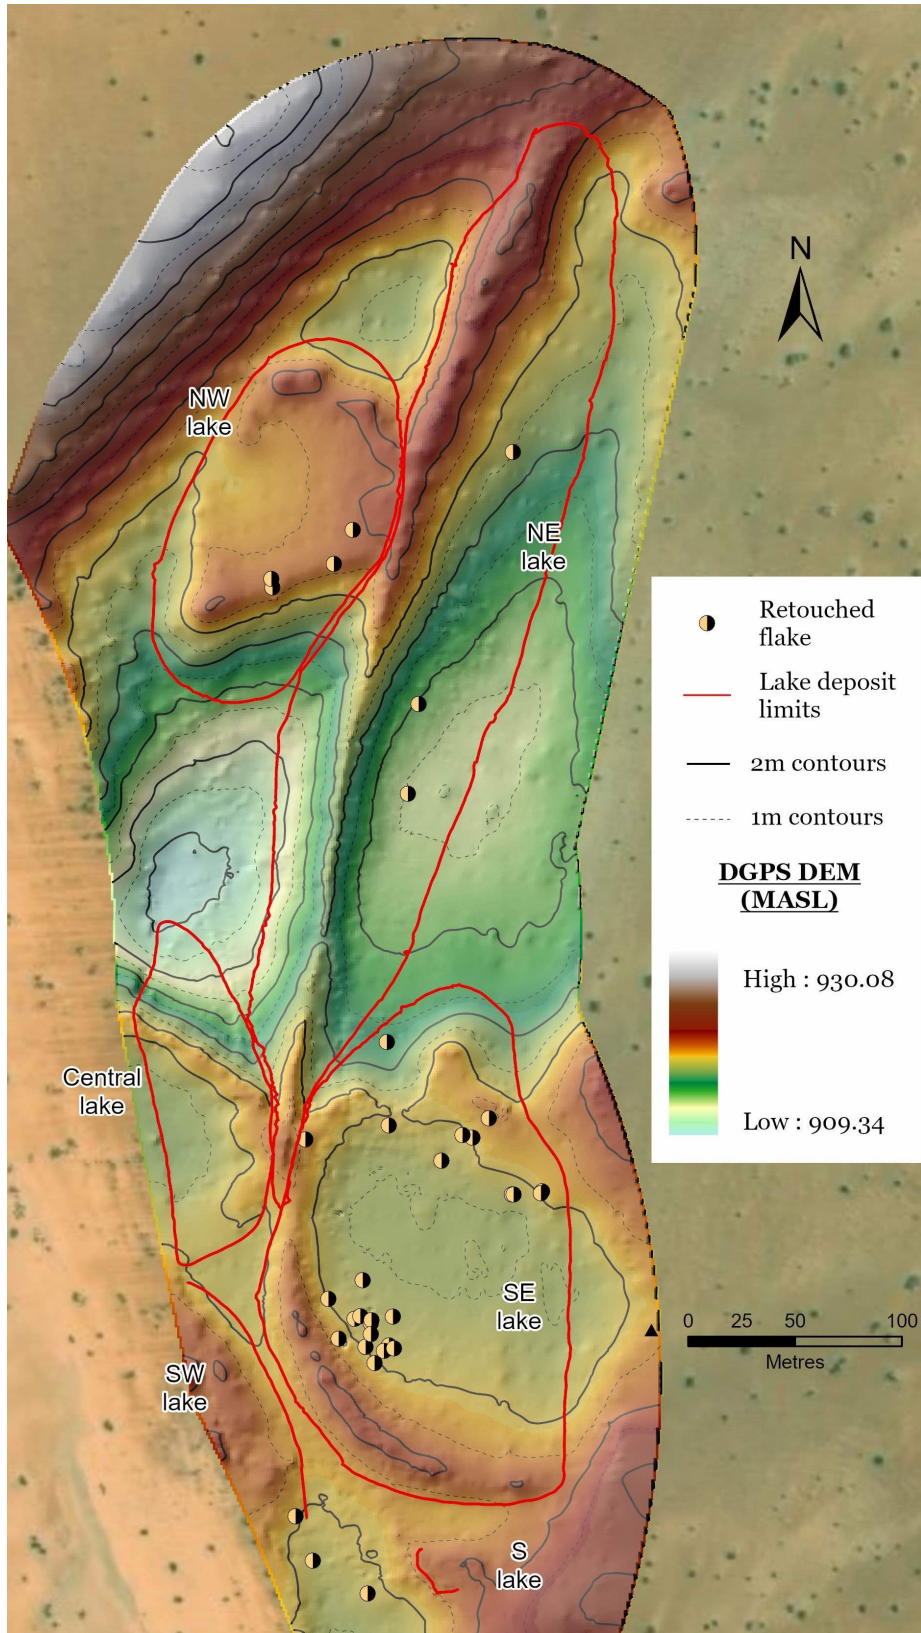 N
NW
lake
NE
lake
Retouched
flake
Lake deposit
limits
2m contours
1m contours
DGPS DEM
(MASL)
High : 930.08
Low : 909.34
Central
lake
SE
lake
0 25 50 100
Metres
SW
lake
S
lake